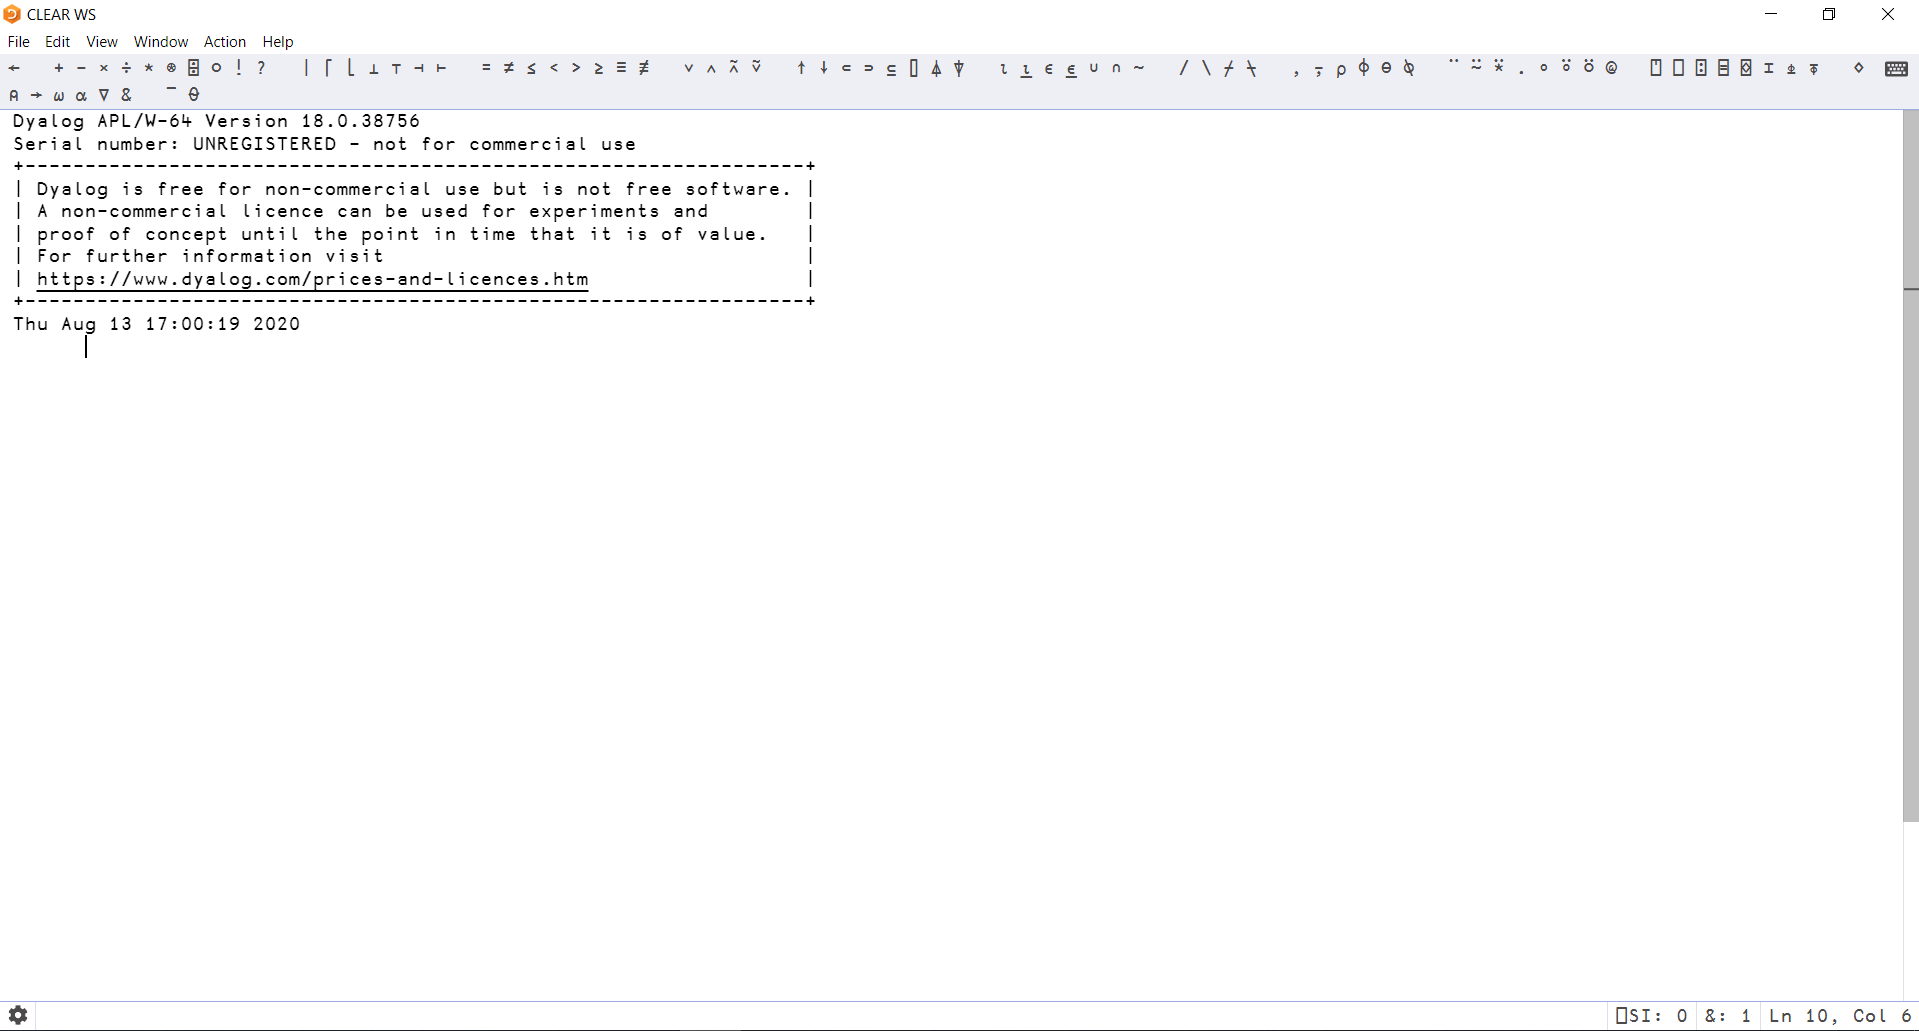 CLEAR WS
File Edit View Window Action Help
← + - × ÷ * ⍟ ⌹ ○ ! ? | ⌈ ⌊ ⊥ ⊤ ⊣ ⊢ = ≠ ≤ < > ≥ ≡ ≢ ∨ ∧ ⍲ ⍱ ↑ ↓ ⊂ ⊃ ⊆ ⌷ ⍋ ⍒ ⍳ ⍸ ∊ ⍷ ∪ ∩ ~ / \ ⌿ ⍀ , ⍪ ⍴ ⌽ ⊖ ⍉ ¨ ⍨ ⍣ . ∘ ⍤ ⍥ @ ⍞ ⎕ ⍠ ⌸ ⌺ ⌶ ⍎ ⍕ ⋄
⍝ → ⍵ ⍺ ∇ & ¯ ⍬
Dyalog APL/W-64 Version 18.0.38756
Serial number: UNREGISTERED - not for commercial use
+-----------------------------------------------------------------+
| Dyalog is free for non-commercial use but is not free software. |
| A non-commercial licence can be used for experiments and        |
| proof of concept until the point in time that it is of value.   |
| For further information visit                                   |
| https://www.dyalog.com/prices-and-licences.htm                  |
+-----------------------------------------------------------------+
Thu Aug 13 17:00:19 2020
⎕SI: 0 &: 1 Ln 10, Col 6